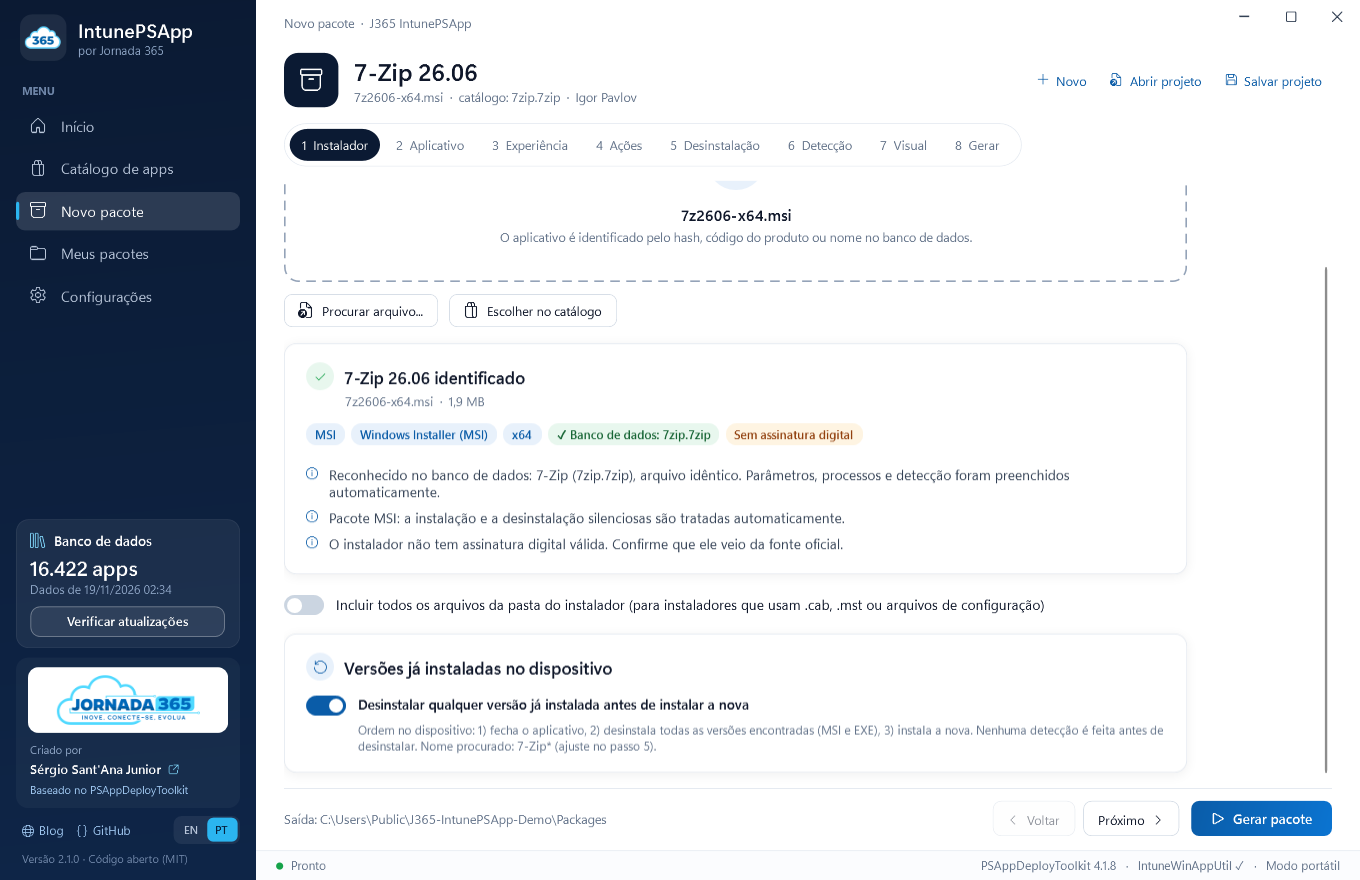 365
IntunePSApp
por Jornada 365
MENU
Início
Catálogo de apps
Novo pacote
Meus pacotes
Configurações
Banco de dados
16.422 apps
Dados de 19/11/2026 02:34
Verificar atualizações
JORNADA 365
INOVE. CONECTE-SE. EVOLUA
Criado por
Sérgio Sant'Ana Junior
Baseado no PSAppDeployToolkit
Blog
{} GitHub
EN
PT
Versão 2.1.0 · Código aberto (MIT)
Novo pacote · J365 IntunePSApp
7-Zip 26.06
7z2606-x64.msi · catálogo: 7zip.7zip · Igor Pavlov
Novo
Abrir projeto
Salvar projeto
1 Instalador
2 Aplicativo
3 Experiência
4 Ações
5 Desinstalação
6 Detecção
7 Visual
8 Gerar
7z2606-x64.msi
O aplicativo é identificado pelo hash, código do produto ou nome no banco de dados.
Procurar arquivo...
Escolher no catálogo
7-Zip 26.06 identificado
7z2606-x64.msi · 1,9 MB
MSI
Windows Installer (MSI)
x64
✓ Banco de dados: 7zip.7zip
Sem assinatura digital
Reconhecido no banco de dados: 7-Zip (7zip.7zip), arquivo idêntico. Parâmetros, processos e detecção foram preenchidos
automaticamente.
Pacote MSI: a instalação e a desinstalação silenciosas são tratadas automaticamente.
O instalador não tem assinatura digital válida. Confirme que ele veio da fonte oficial.
Incluir todos os arquivos da pasta do instalador (para instaladores que usam .cab, .mst ou arquivos de configuração)
Versões já instaladas no dispositivo
Desinstalar qualquer versão já instalada antes de instalar a nova
Ordem no dispositivo: 1) fecha o aplicativo, 2) desinstala todas as versões encontradas (MSI e EXE), 3) instala a nova. Nenhuma detecção é feita antes de
desinstalar. Nome procurado: 7-Zip* (ajuste no passo 5).
Saída: C:\Users\Public\J365-IntunePSApp-Demo\Packages
Voltar
Próximo
Gerar pacote
Pronto
PSAppDeployToolkit 4.1.8 · IntuneWinAppUtil ✓ · Modo portátil